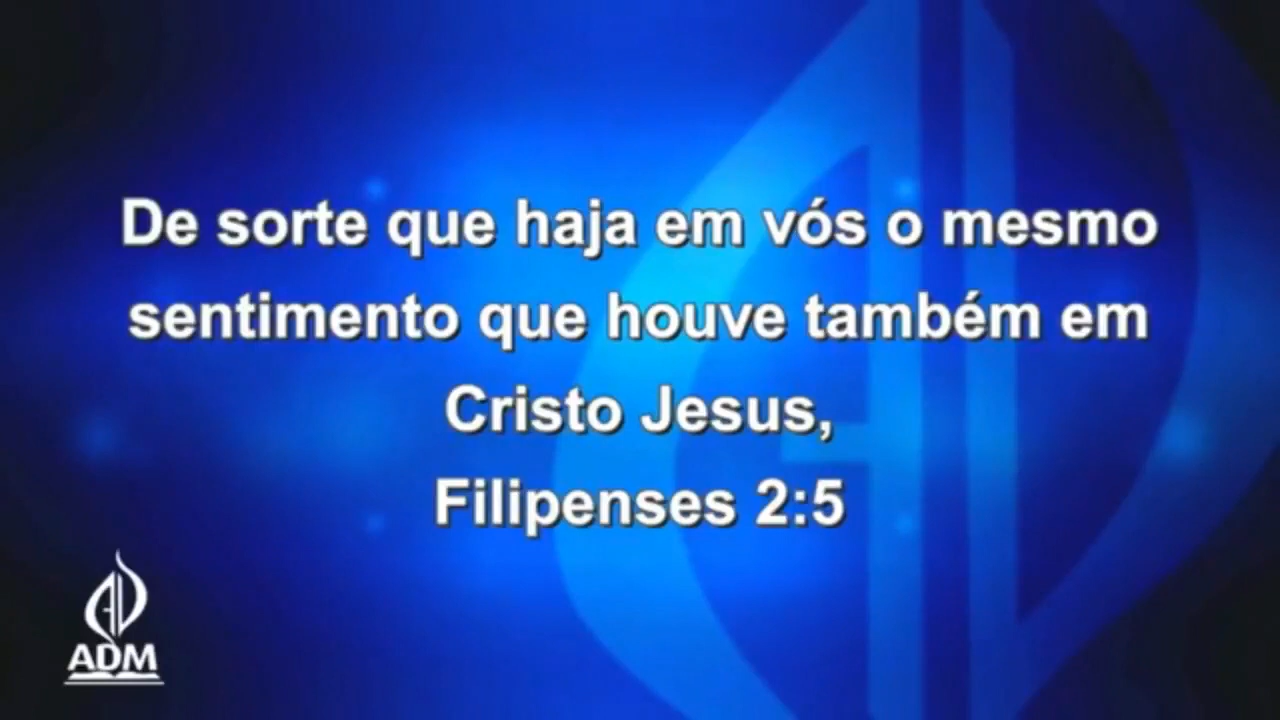 De sorte que haja em vós o mesmo
sentimento que houve também em
Cristo Jesus,
Filipenses 2:5
ADM